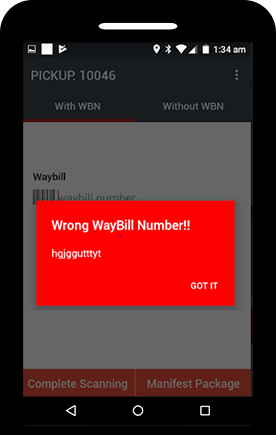 1:34 am
PICKUP. 10046
With WBN
Without WBN
Waybill
waybill number
Wrong WayBill Number!!
hgjggutttyt
GOT IT
Complete Scanning
Manifest Package